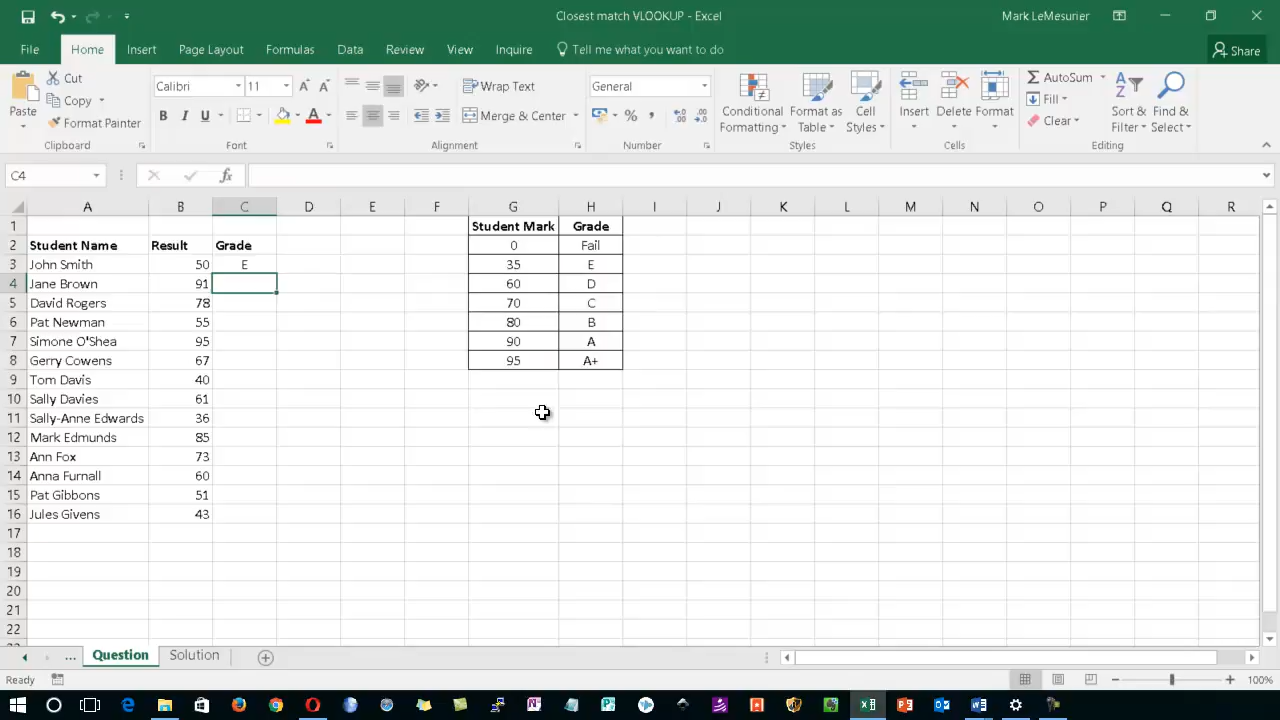 Closest match VLOOKUP - Excel
Mark LeMesurier
File Home Insert Page Layout Formulas Data Review View Inquire Tell me what you want to do Share
Paste
Cut
Copy
Format Painter
Clipboard
Calibri 11
B I U
Font
Wrap Text
Merge & Center
Alignment
General
%
Number
Conditional Formatting
Format as Table
Cell Styles
Styles
Insert Delete Format
Cells
AutoSum
Fill
Clear
Sort & Filter
Find & Select
Editing
C4 fx
A B C D E F G H I J K L M N O P Q R
1 Student Mark Grade
2 Student Name Result Grade 0 Fail
3 John Smith 50 E 35 E
4 Jane Brown 91 60 D
5 David Rogers 78 70 C
6 Pat Newman 55 80 B
7 Simone O'Shea 95 90 A
8 Gerry Cowens 67 95 A+
9 Tom Davis 40
10 Sally Davies 61
11 Sally-Anne Edwards 36
12 Mark Edmunds 85
13 Ann Fox 73
14 Anna Furnall 60
15 Pat Gibbons 51
16 Jules Givens 43
17
18
19
20
21
22
... Question Solution
Ready 100%